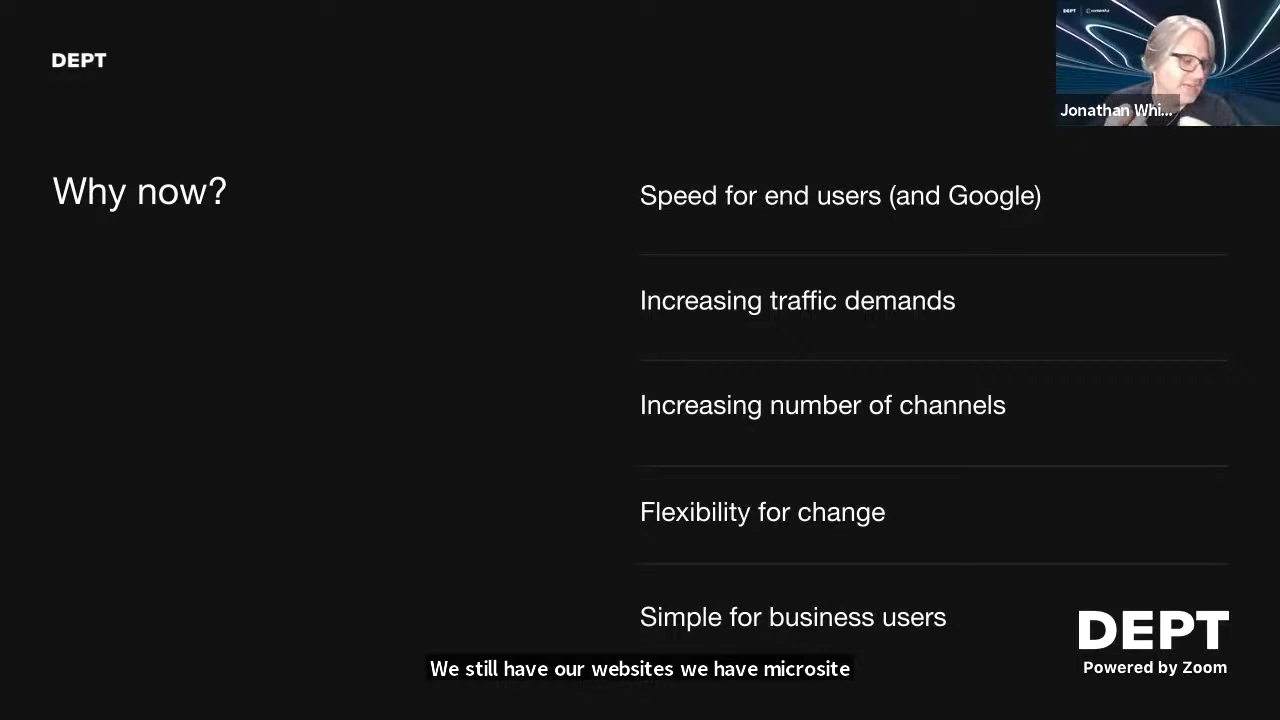 DEPT
DEPT
Jonathan Whi...
Why now?
Speed for end users (and Google)
Increasing traffic demands
Increasing number of channels
Flexibility for change
Simple for business users
DEPT
Powered by Zoom
We still have our websites we have microsite